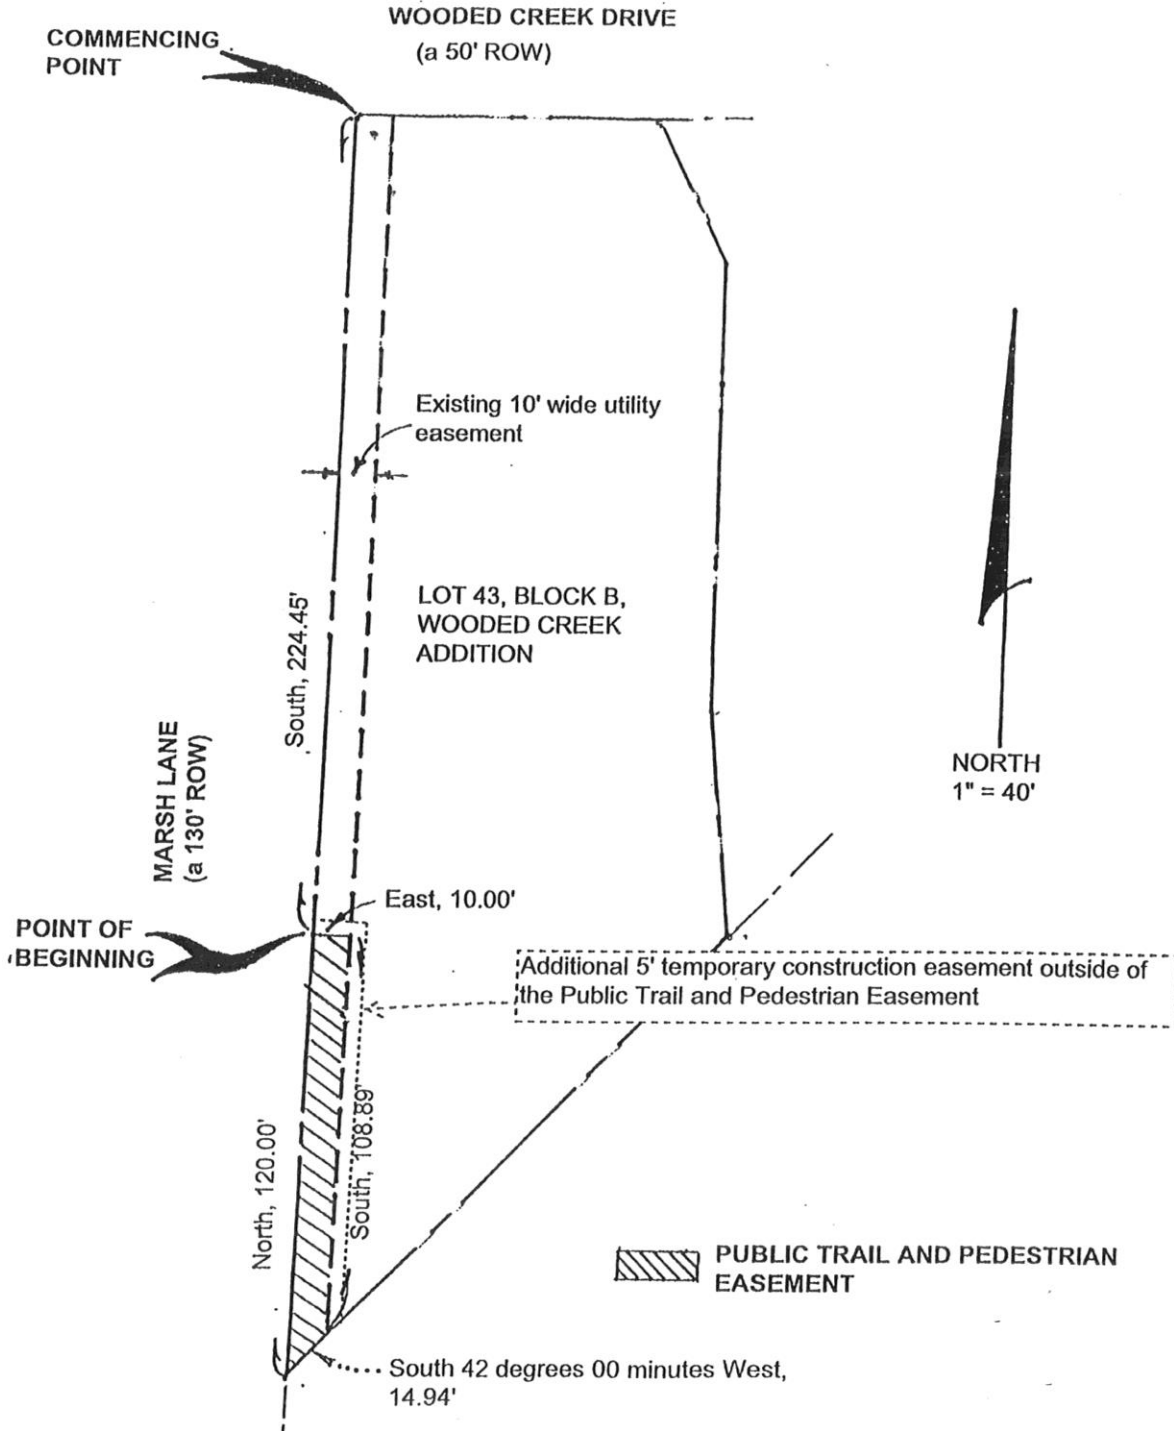 WOODED CREEK DRIVE
(a 50' ROW)
COMMENCING
POINT
Existing 10' wide utility
easement
LOT 43, BLOCK B,
WOODED CREEK
ADDITION
South, 224.45'
MARSH LANE
(a 130' ROW)
NORTH
1" = 40'
East, 10.00'
POINT OF
BEGINNING
Additional 5' temporary construction easement outside of
the Public Trail and Pedestrian Easement
South, 108.89'
North, 120.00'
PUBLIC TRAIL AND PEDESTRIAN
EASEMENT
South 42 degrees 00 minutes West,
14.94'